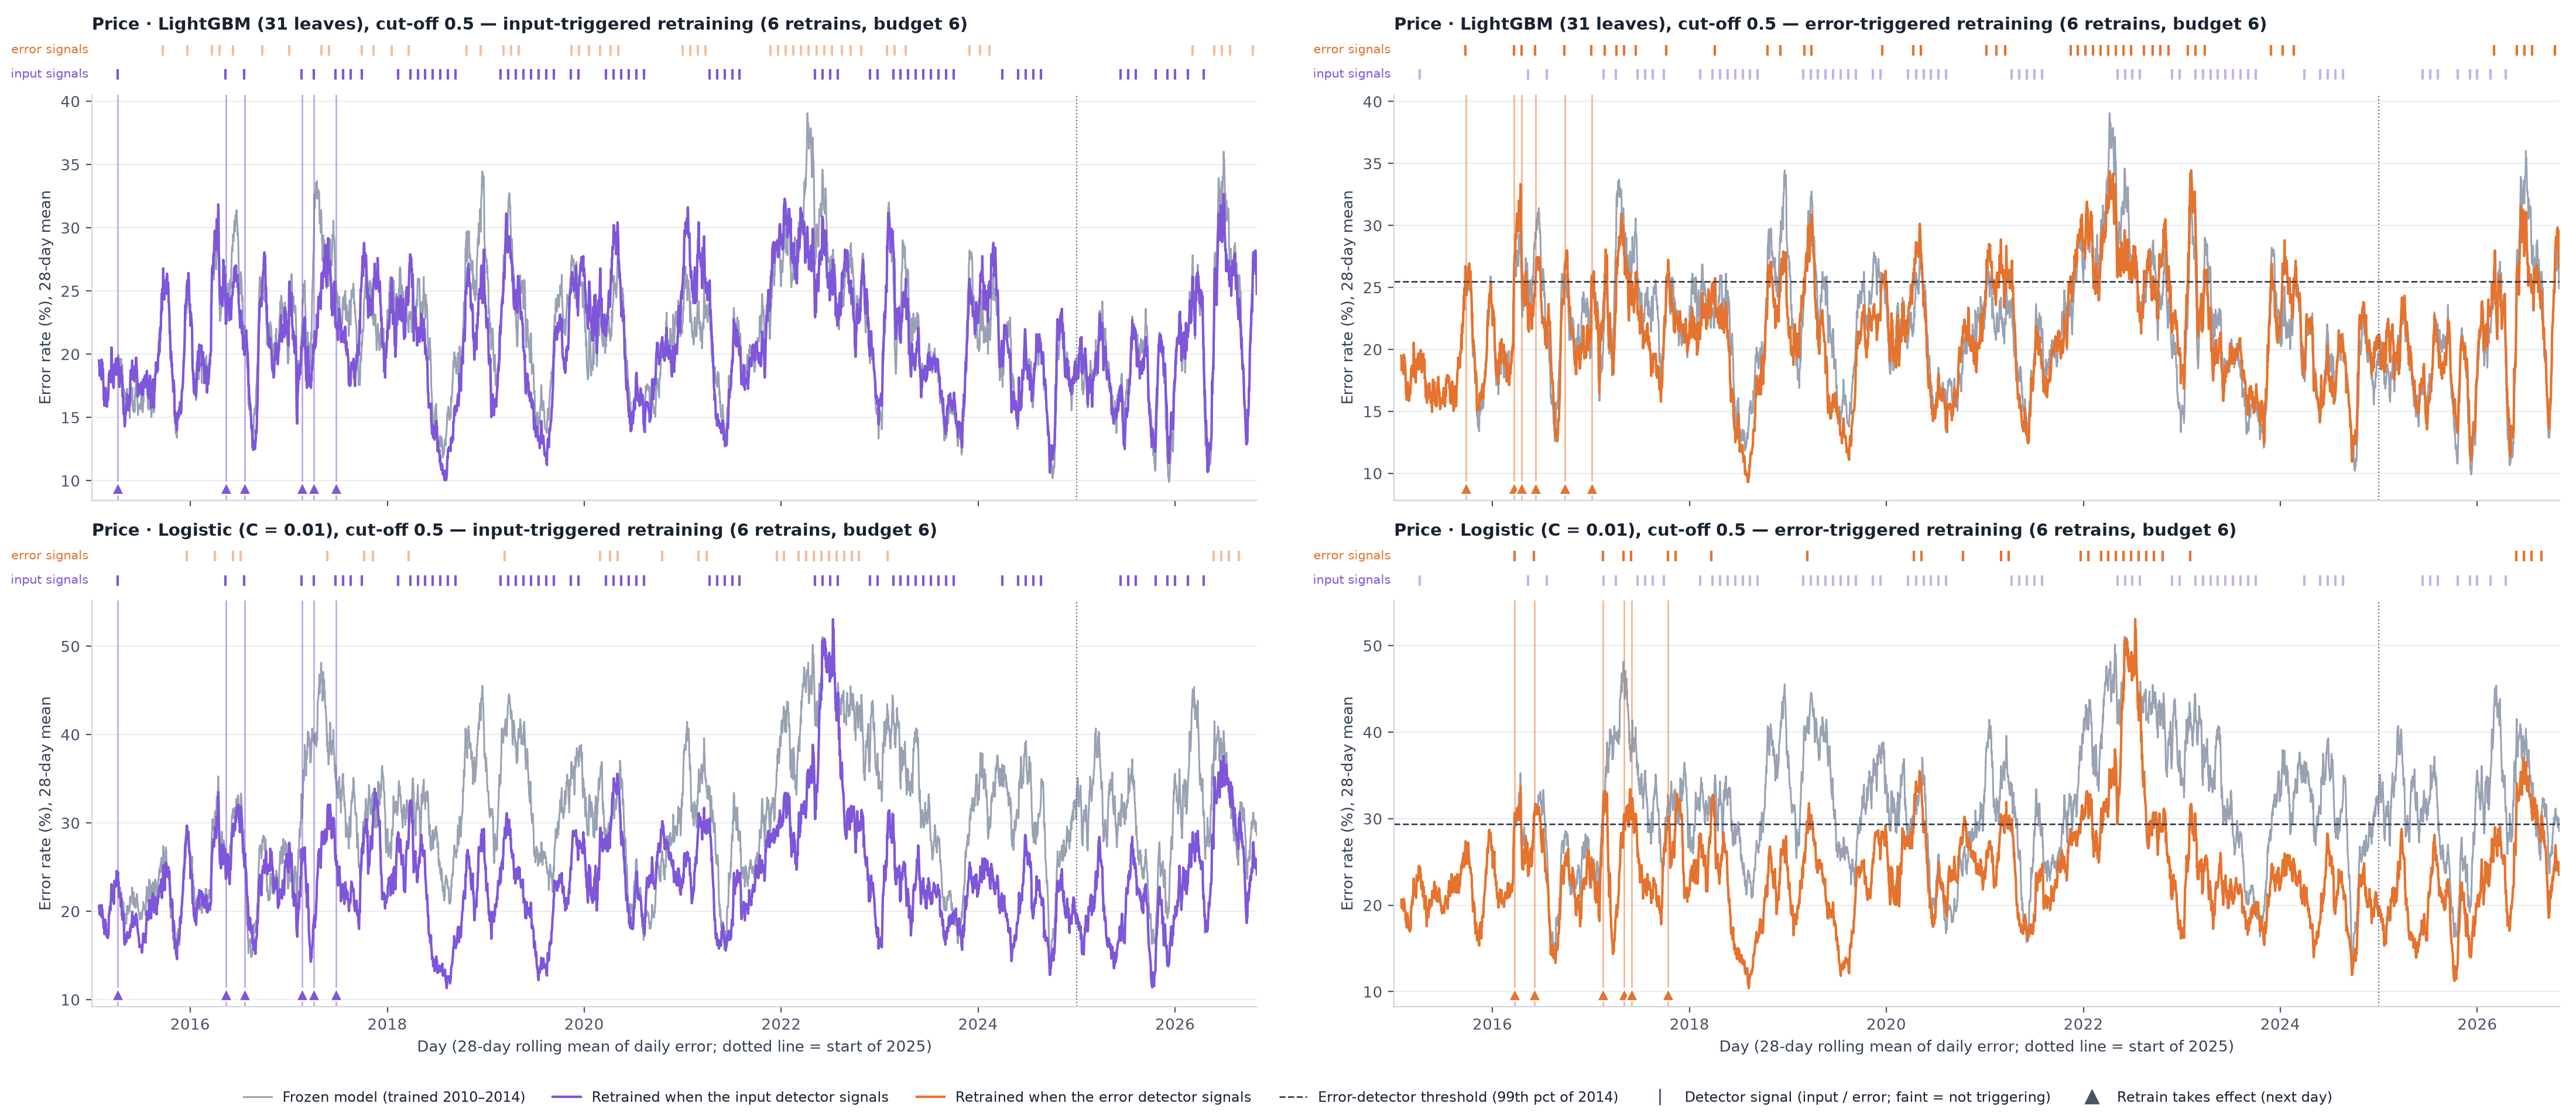 Price · LightGBM (31 leaves), cut-off 0.5 — input-triggered retraining (6 retrains, budget 6)
error signals
input signals
40
35
30
25
20
15
10
Error rate (%), 28-day mean
Price · LightGBM (31 leaves), cut-off 0.5 — error-triggered retraining (6 retrains, budget 6)
error signals
input signals
40
35
30
25
20
15
10
Error rate (%), 28-day mean
Price · Logistic (C = 0.01), cut-off 0.5 — input-triggered retraining (6 retrains, budget 6)
error signals
input signals
50
40
30
20
10
Error rate (%), 28-day mean
2016 2018 2020 2022 2024 2026
Day (28-day rolling mean of daily error; dotted line = start of 2025)
Price · Logistic (C = 0.01), cut-off 0.5 — error-triggered retraining (6 retrains, budget 6)
error signals
input signals
50
40
30
20
10
Error rate (%), 28-day mean
2016 2018 2020 2022 2024 2026
Day (28-day rolling mean of daily error; dotted line = start of 2025)
Frozen model (trained 2010–2014) Retrained when the input detector signals Retrained when the error detector signals Error-detector threshold (99th pct of 2014) Detector signal (input / error; faint = not triggering) Retrain takes effect (next day)